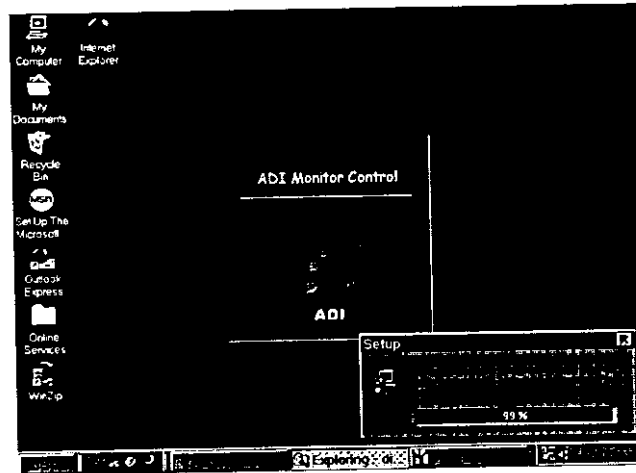 My
Computer
Internet
Explorer
My
Documents
Recycle
Bin
msn
Set Up The
Microsoft
Outlook
Express
Online
Services
WinZip
ADI Monitor Control
ADI
Setup
99 %
Exploring